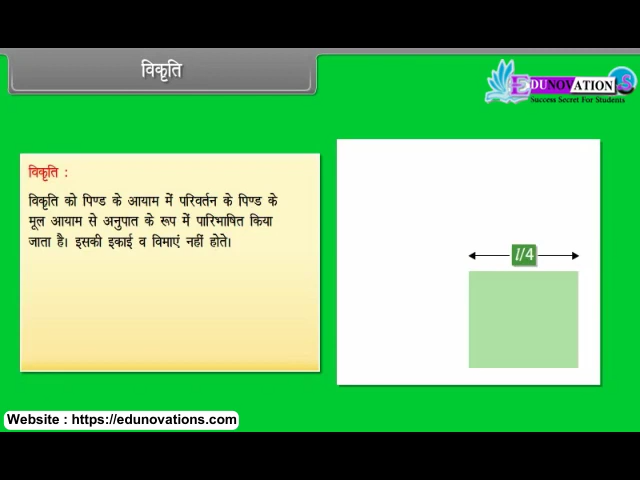 विकृति
EDUNOVATIONS
Success Secret For Students
विकृति :
विकृति को पिण्ड के आयाम में परिवर्तन के पिण्ड के
मूल आयाम से अनुपात के रूप में पारिभाषित किया
जाता है। इसकी इकाई व विमाएं नहीं होते।
l/4
Website : https://edunovations.com